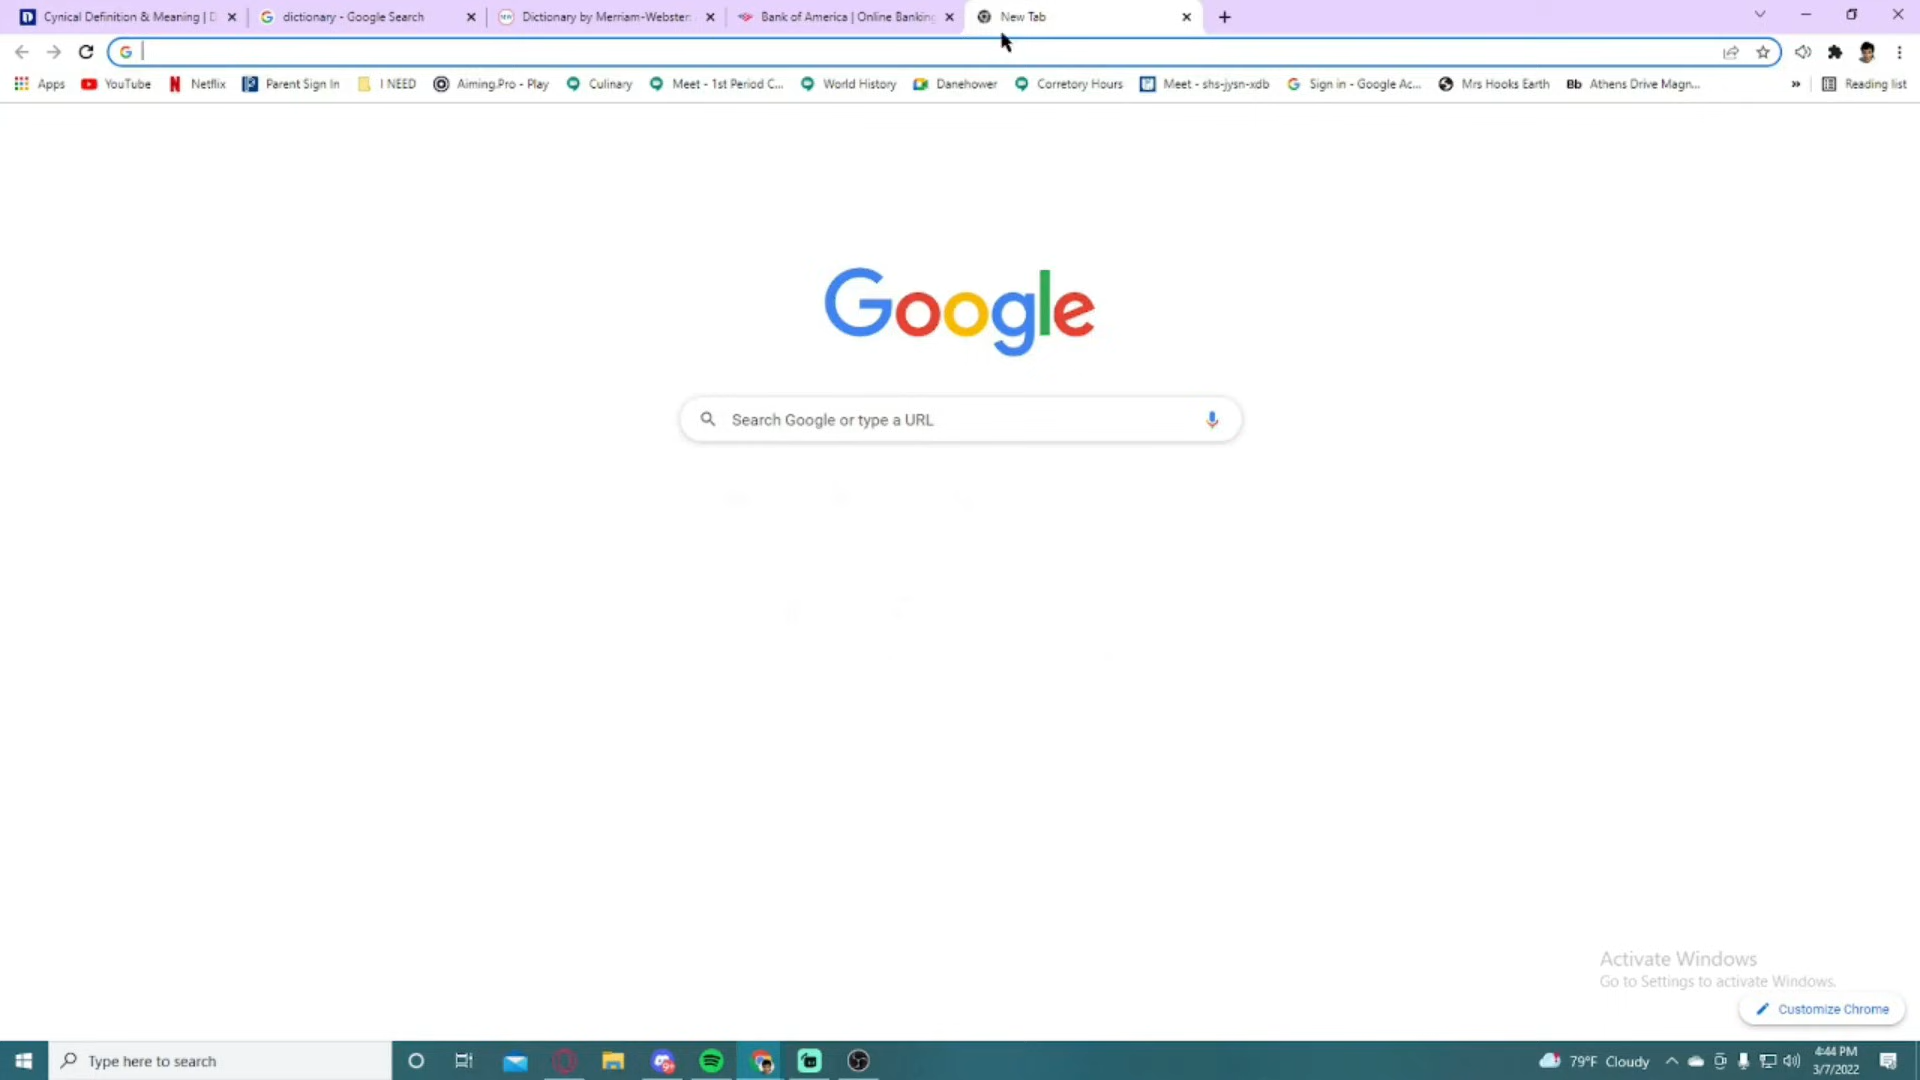 Cynical Definition & Meaning | D
dictionary - Google Search
Dictionary by Merriam-Webster:
Bank of America | Online Banking
New Tab
Apps
YouTube
Netflix
Parent Sign In
I NEED
Aiming.Pro - Play
Culinary
Meet - 1st Period C...
World History
Danehower
Corretory Hours
Meet - shs-jysn-xdb
Sign in - Google Ac...
Mrs Hooks Earth
Bb Athens Drive Magn...
»
Reading list
Google
Search Google or type a URL
Activate Windows
Go to Settings to activate Windows.
Customize Chrome
Type here to search
79°F Cloudy
4:44 PM
3/7/2022